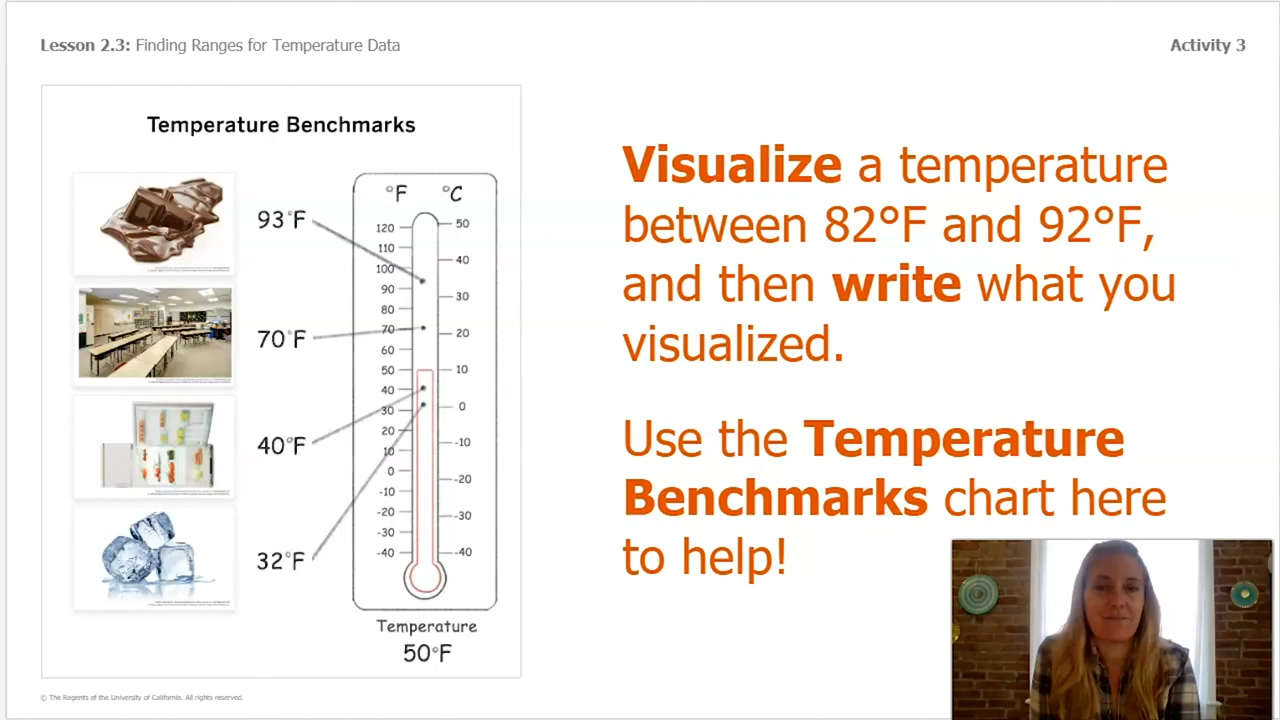 Lesson 2.3: Finding Ranges for Temperature Data
Activity 3
Temperature Benchmarks
93°F
70°F
40°F
32°F
°F °C
120
110
100
90
80
70
60
50
40
30
20
10
0
-10
-20
-30
-40
50
40
30
20
10
0
-10
-20
-30
-40
Temperature
50°F
Visualize a temperature
between 82°F and 92°F,
and then write what you
visualized.
Use the Temperature
Benchmarks chart here
to help!
© The Regents of the University of California. All rights reserved.